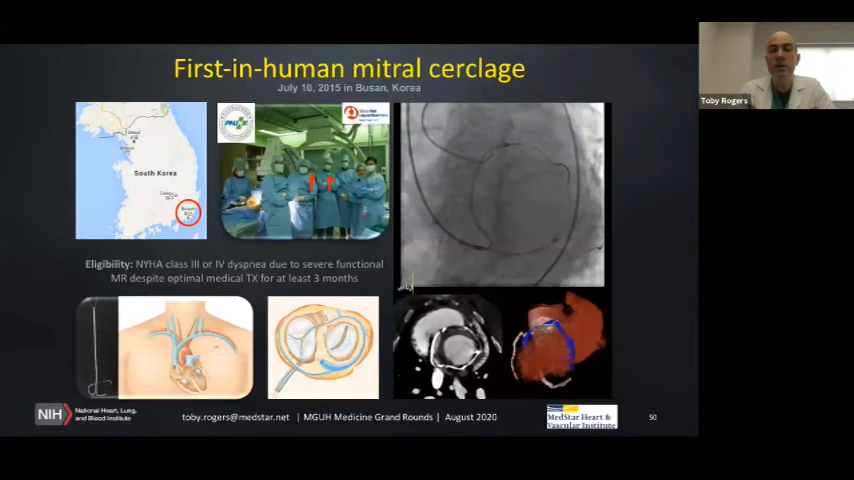 First-in-human mitral cerclage
July 10, 2015 in Busan, Korea
Toby Rogers
Seoul
South Korea
Busan
Eligibility: NYHA class III or IV dyspnea due to severe functional
MR despite optimal medical TX for at least 3 months
NIH
National Heart, Lung,
and Blood Institute
toby.rogers@medstar.net | MGUH Medicine Grand Rounds | August 2020
MedStar Heart &
Vascular Institute
50